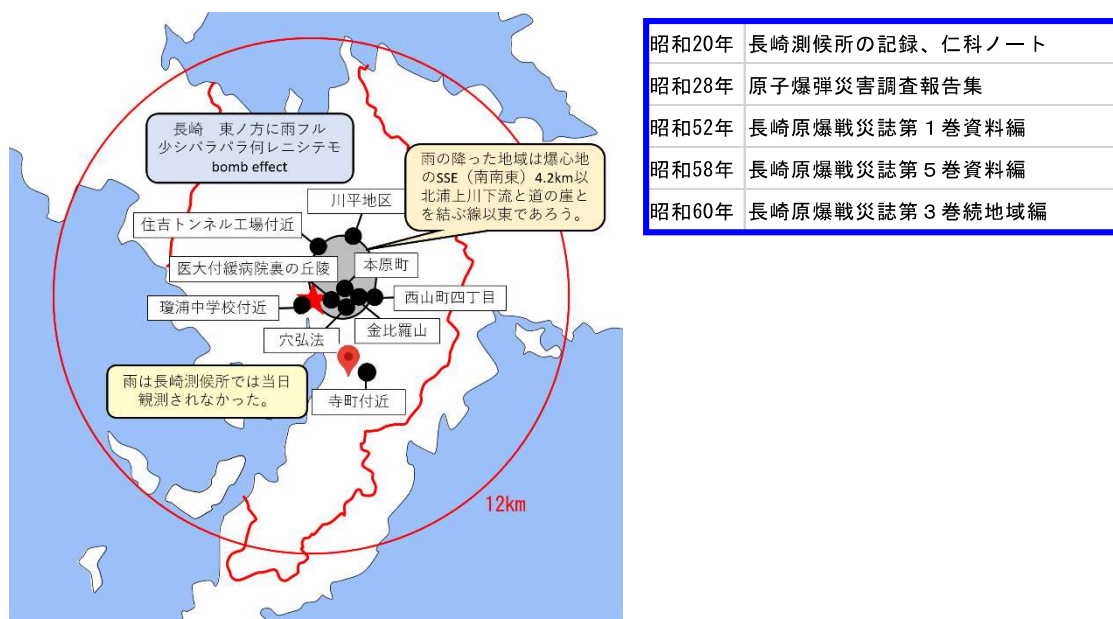 長崎　東ノ方に雨フル
少シパラパラ何レニシテモ
bomb effect
雨の降った地域は爆心地
のSSE（南南東）4.2km以
北浦上川下流と道の崖と
を結ぶ線以東であろう。
川平地区
住吉トンネル工場付近
医大付緩病院裏の丘陵
本原町
瓊浦中学校付近
西山町四丁目
穴弘法
金比羅山
雨は長崎測候所では当日
観測されなかった。
寺町付近
12km
昭和20年 長崎測候所の記録、仁科ノート
昭和28年 原子爆弾災害調査報告集
昭和52年 長崎原爆戦災誌第１巻資料編
昭和58年 長崎原爆戦災誌第５巻資料編
昭和60年 長崎原爆戦災誌第３巻続地域編